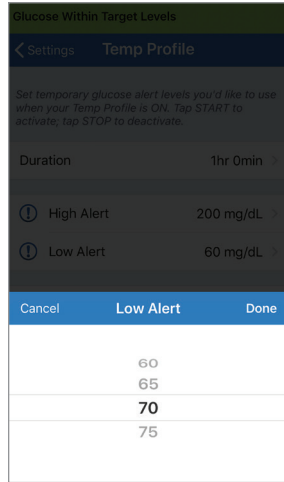 Glucose Within Target Levels
Settings Temp Profile
Set temporary glucose alert levels you'd like to use
when your Temp Profile is ON. Tap START to
activate; tap STOP to deactivate.
Duration 1hr 0min
High Alert 200 mg/dL
Low Alert 60 mg/dL
Cancel Low Alert Done
60
65
70
75